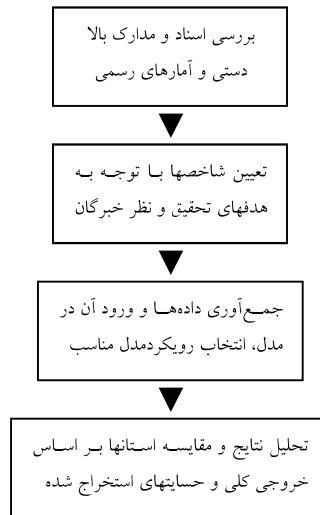 بررسی اسناد و مدارک بالا
دستی و آمارهای رسمی
تعیین شاخصها با توجه به
هدفهای تحقیق و نظر خبرگان
جمع‌آوری داده‌ها و ورود آن در
مدل، انتخاب رویکردمدل مناسب
تحلیل نتایج و مقایسه استانها بر اساس
خروجی کلی و حسایتهای استخراج شده